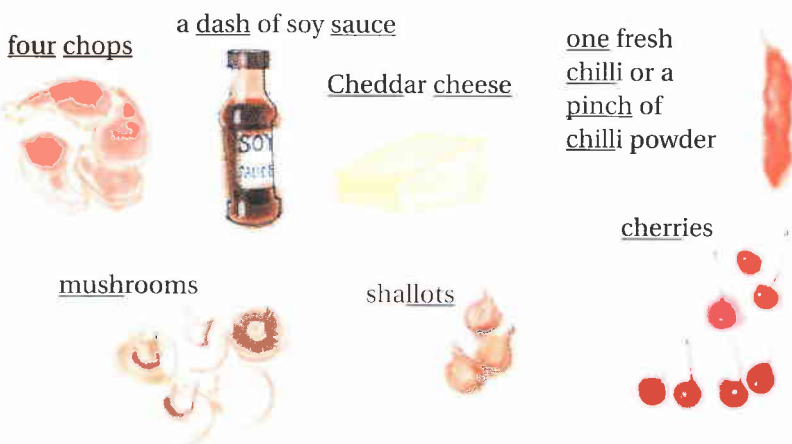 four chops
a dash of soy sauce
SOY
SAUCE
Cheddar cheese
one fresh
chilli or a
pinch of
chilli powder
cherries
mushrooms
shallots